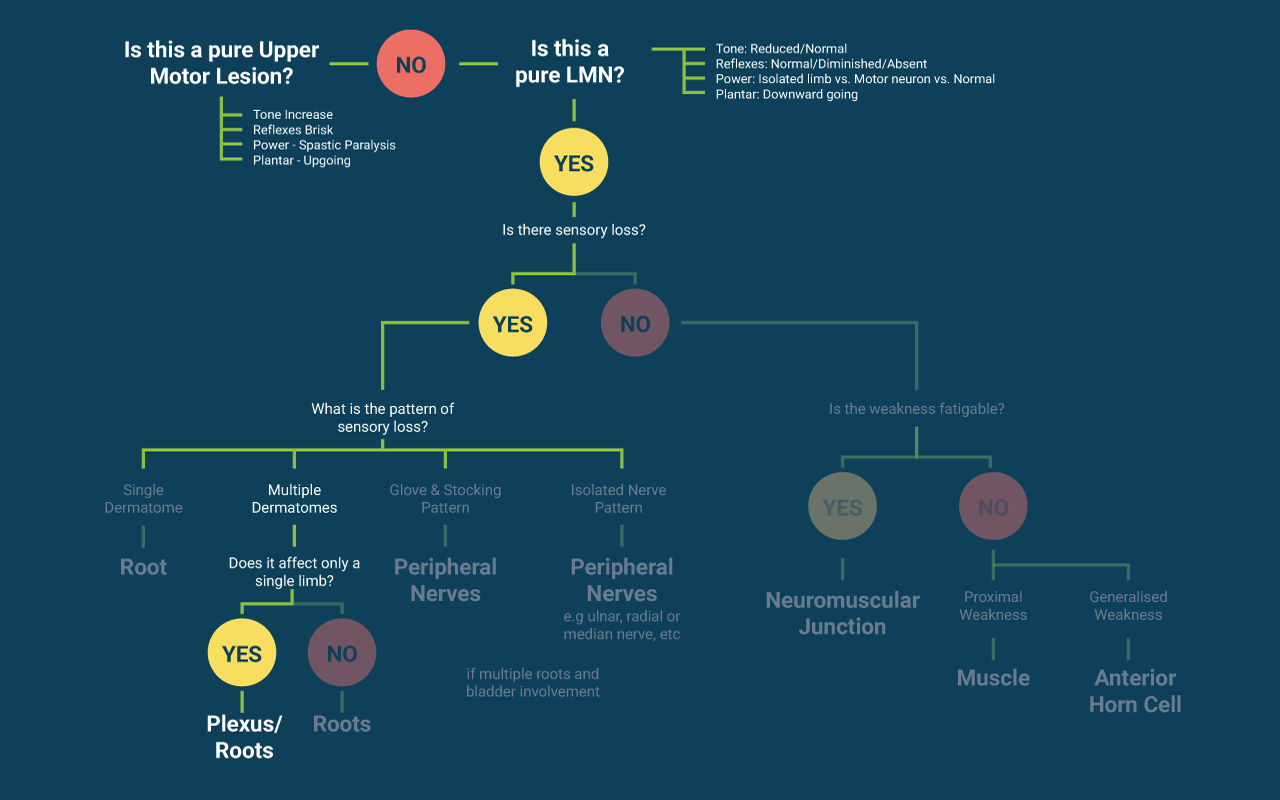 Is this a pure Upper
Motor Lesion?
NO
Is this a
pure LMN?
Tone: Reduced/Normal
Reflexes: Normal/Diminished/Absent
Power: Isolated limb vs. Motor neuron vs. Normal
Plantar: Downward going
Tone Increase
Reflexes Brisk
Power - Spastic Paralysis
Plantar - Upgoing
YES
Is there sensory loss?
YES
NO
What is the pattern of
sensory loss?
Is the weakness fatigable?
Single
Dermatome
Multiple
Dermatomes
Glove & Stocking
Pattern
Isolated Nerve
Pattern
YES
NO
Root
Does it affect only a
single limb?
Peripheral
Nerves
Peripheral
Nerves
e.g ulnar, radial or
median nerve, etc
Neuromuscular
Junction
Proximal
Weakness
Generalised
Weakness
YES
NO
if multiple roots and
bladder involvement
Muscle
Anterior
Horn Cell
Plexus/
Roots
Roots